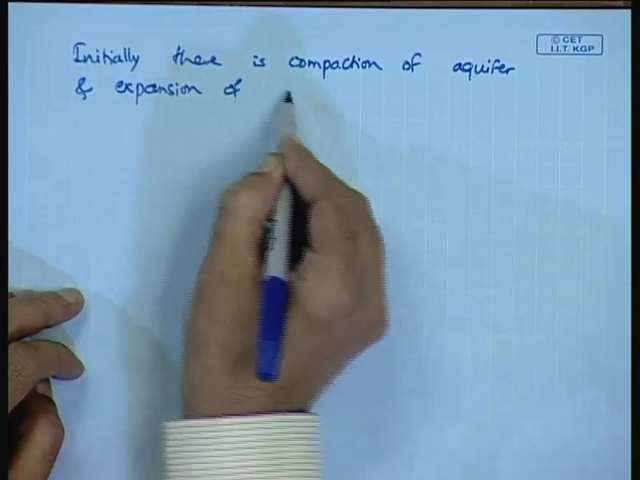 Initially there is compaction of aquifer
& expansion of
© CET
I.I.T. KGP